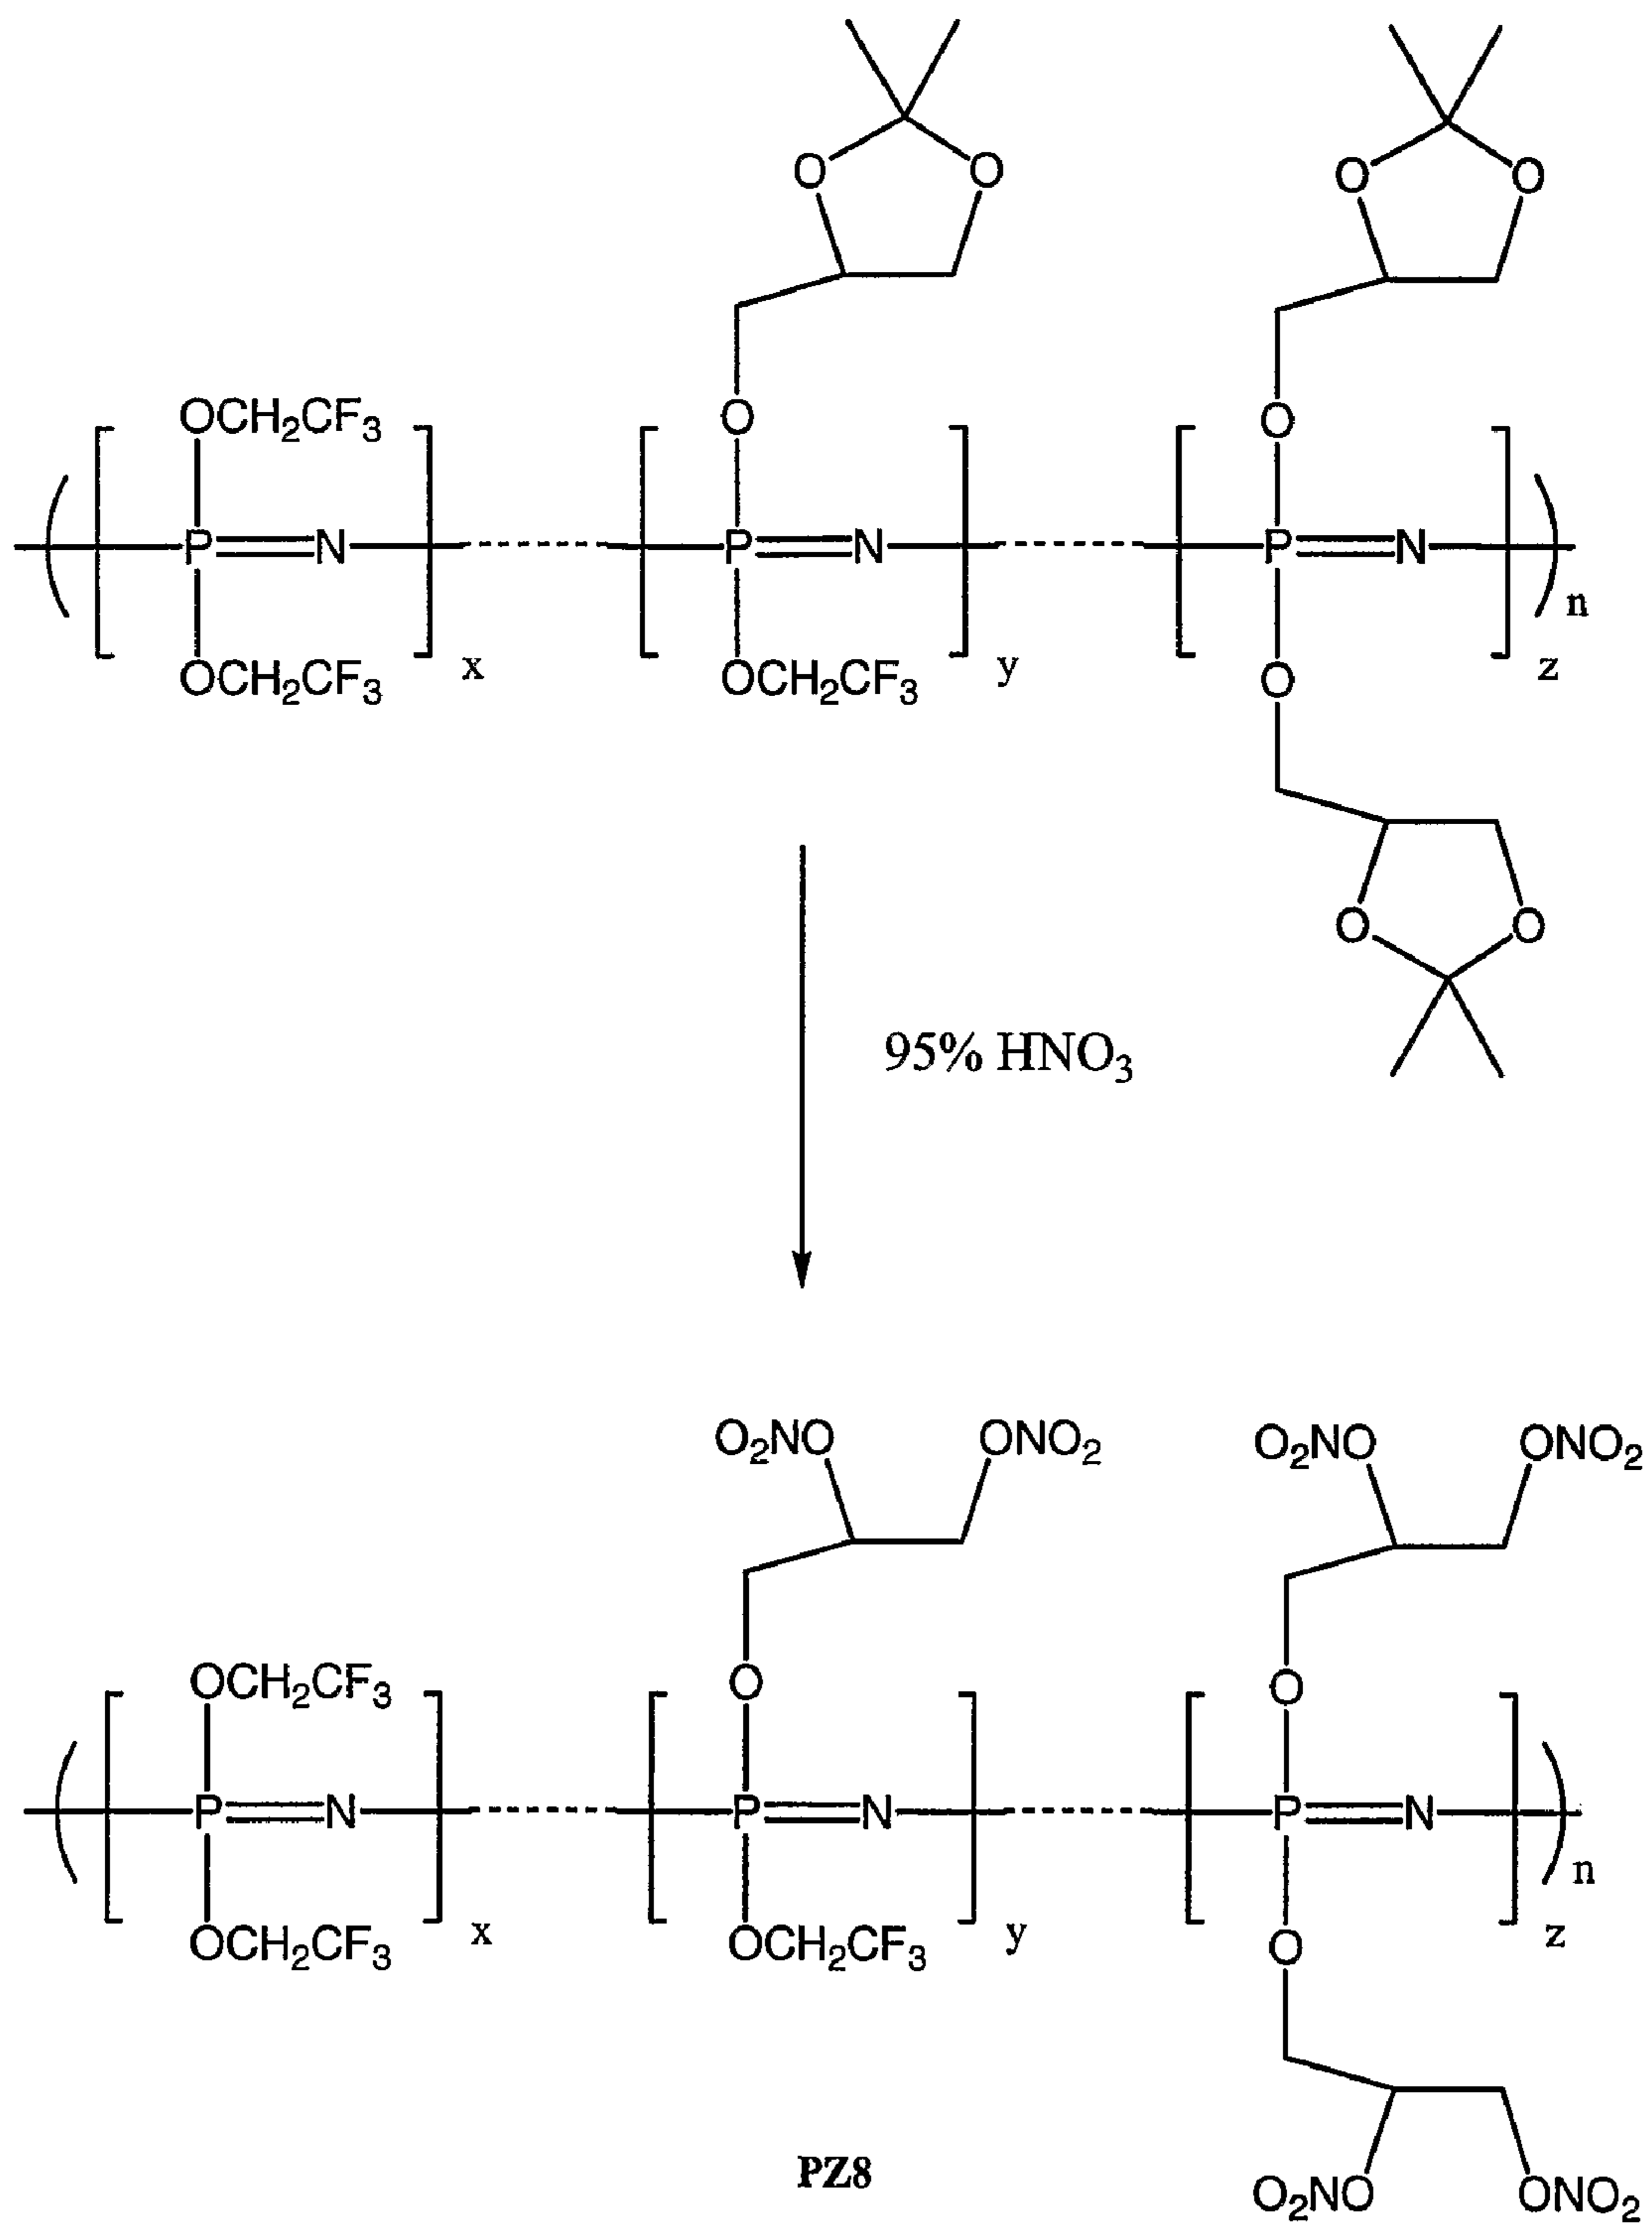 O O O O
OCH₂CF₃ O O
P=N P=N P=N n
OCH₂CF₃ x OCH₂CF₃ y O z
O O
95% HNO₃
O₂NO ONO₂ O₂NO ONO₂
OCH₂CF₃ O O
P=N P=N P=N n
OCH₂CF₃ x OCH₂CF₃ y O z
PZ8
O₂NO ONO₂